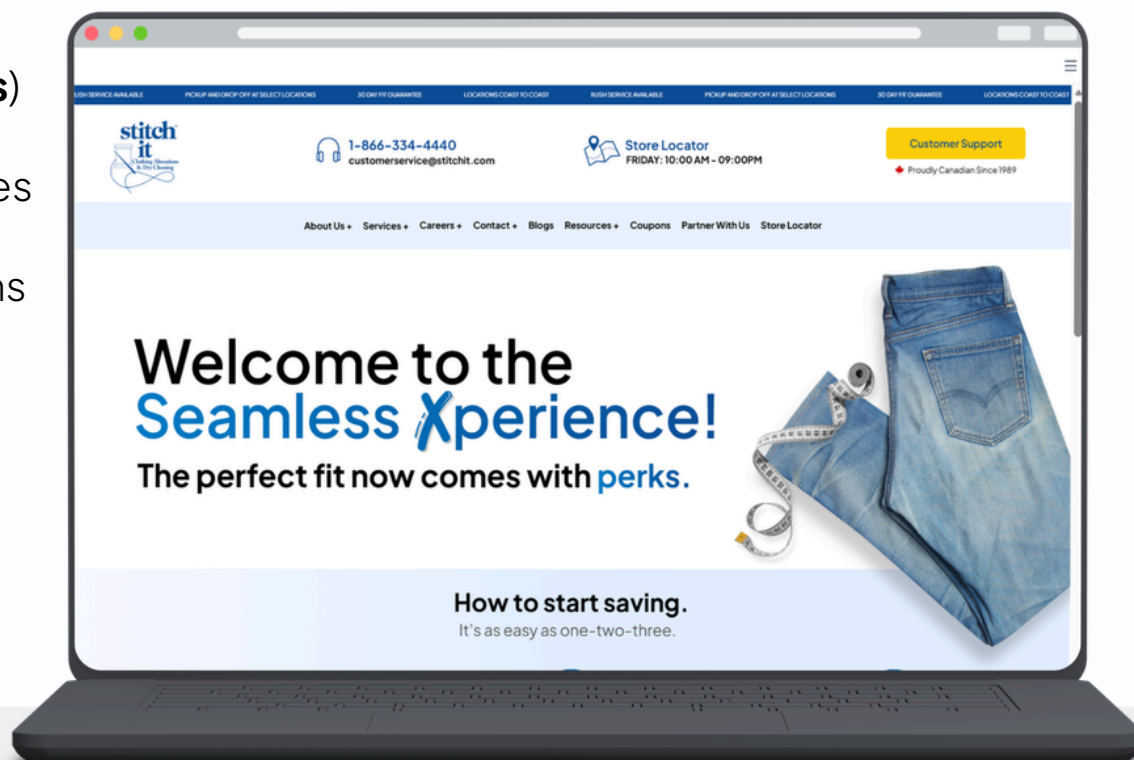 s)
es
ns
RUSH SERVICE AVAILABLE PICKUP AND DROP OFF AT SELECT LOCATIONS 30 DAY FIT GUARANTEE LOCATIONS COAST TO COAST RUSH SERVICE AVAILABLE PICKUP AND DROP OFF AT SELECT LOCATIONS 30 DAY FIT GUARANTEE LOCATIONS COAST TO COAST
stitch
it
Clothing Alterations
& Dry Cleaning
1-866-334-4440
customerservice@stitchit.com
Store Locator
FRIDAY: 10:00 AM - 09:00PM
Customer Support
Proudly Canadian Since 1989
About Us + Services + Careers + Contact + Blogs Resources + Coupons Partner With Us Store Locator
Welcome to the
Seamless Xperience!
The perfect fit now comes with perks.
How to start saving.
It's as easy as one-two-three.